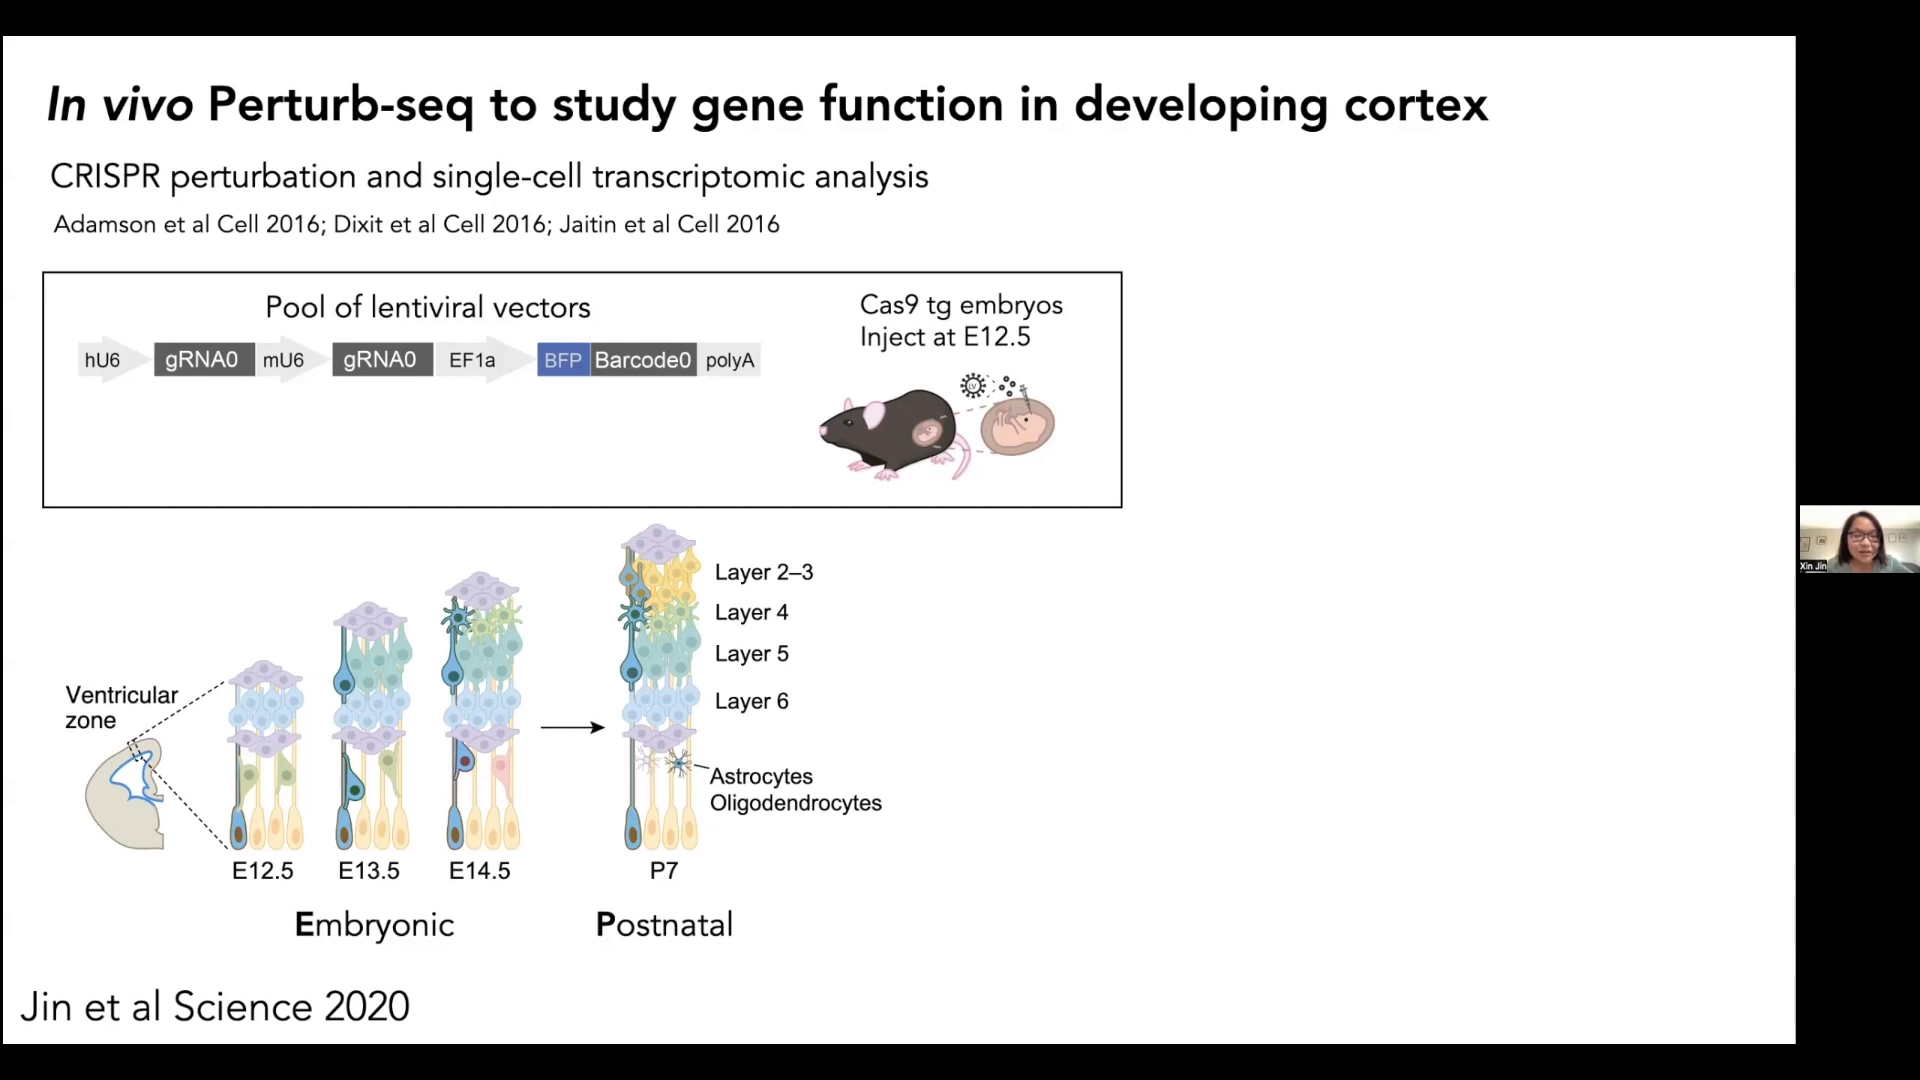 In vivo Perturb-seq to study gene function in developing cortex
CRISPR perturbation and single-cell transcriptomic analysis
Adamson et al Cell 2016; Dixit et al Cell 2016; Jaitin et al Cell 2016
Pool of lentiviral vectors
hU6 gRNA0 mU6 gRNA0 EF1a BFP Barcode0 polyA
Cas9 tg embryos
Inject at E12.5
LV
Ventricular
zone
Layer 2–3
Layer 4
Layer 5
Layer 6
Astrocytes
Oligodendrocytes
E12.5 E13.5 E14.5 P7
Embryonic Postnatal
Jin et al Science 2020
Xin Jin